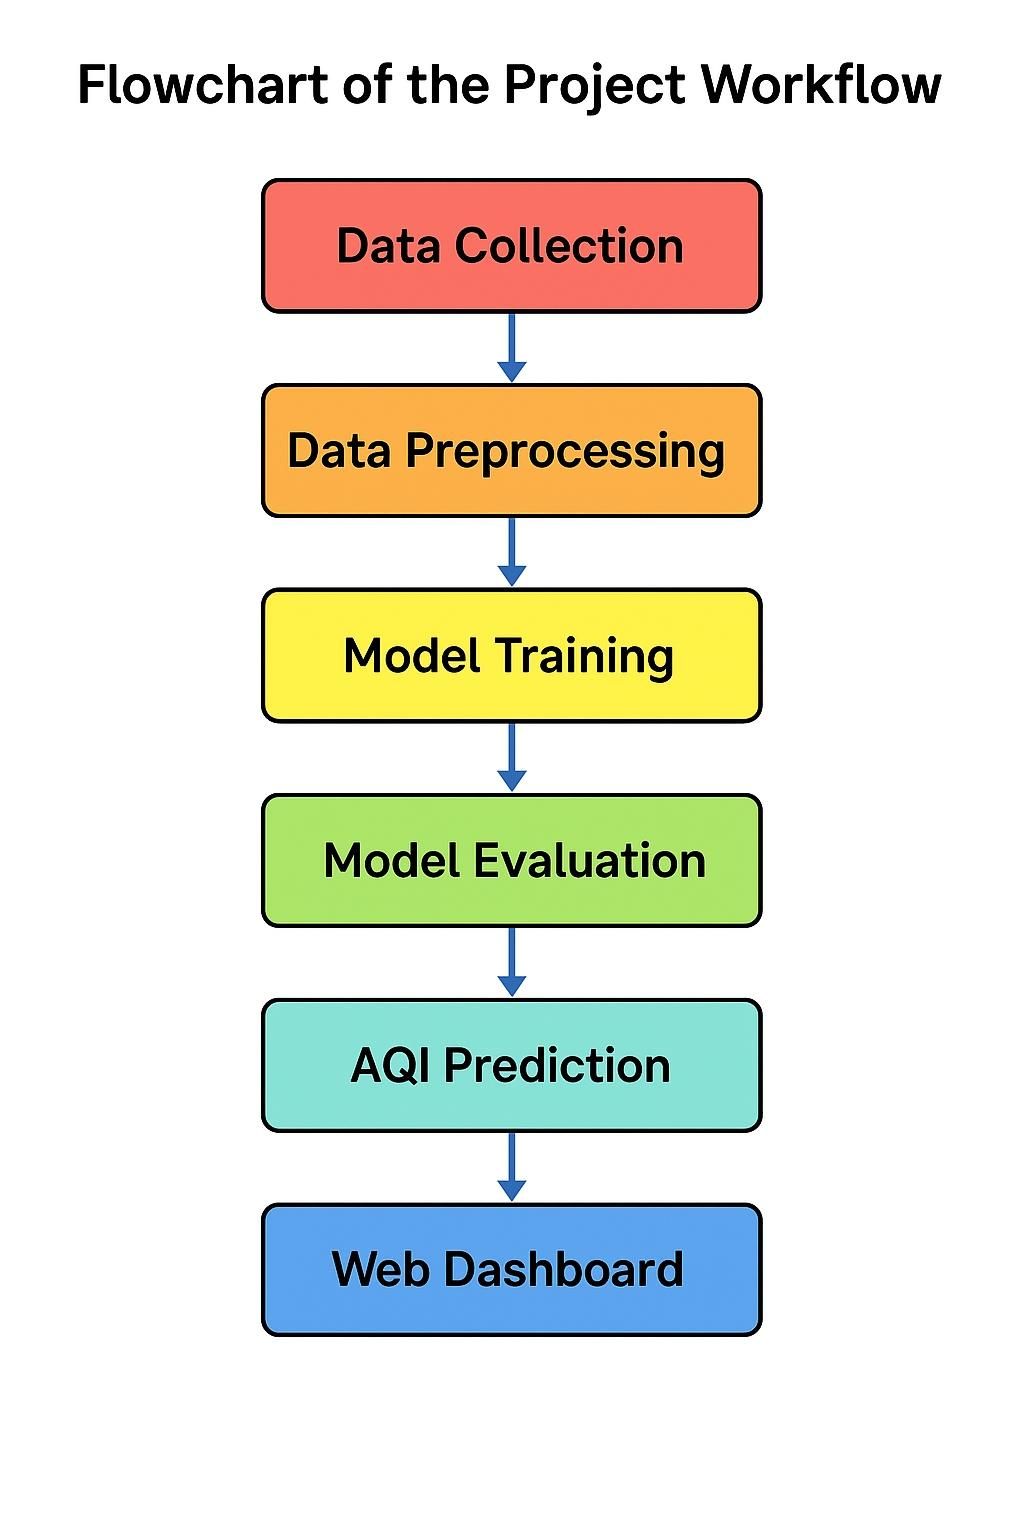 Flowchart of the Project Workflow
Data Collection
Data Preprocessing
Model Training
Model Evaluation
AQI Prediction
Web Dashboard